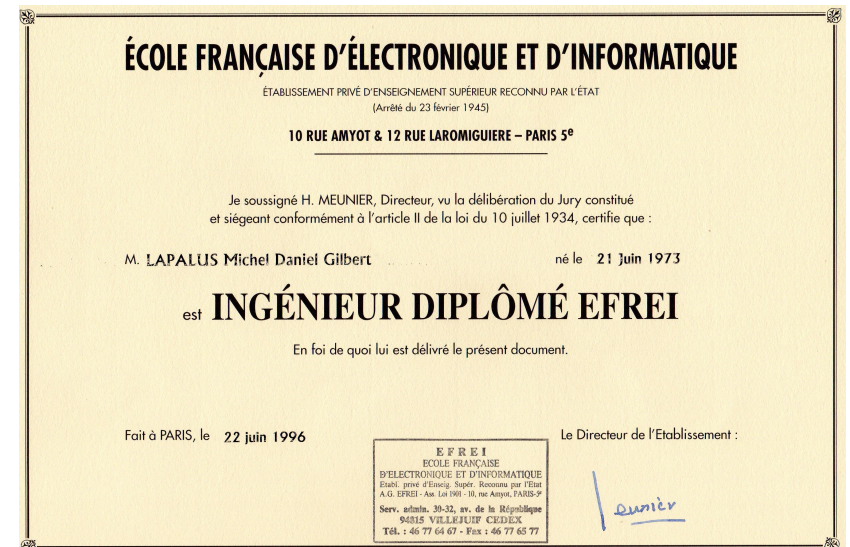 ÉCOLE FRANÇAISE D'ÉLECTRONIQUE ET D'INFORMATIQUE
ÉTABLISSEMENT PRIVÉ D'ENSEIGNEMENT SUPÉRIEUR RECONNU PAR L'ÉTAT
(Arrêté du 23 février 1945)
10 RUE AMYOT & 12 RUE LAROMIGUIERE – PARIS 5e
Je soussigné H. MEUNIER, Directeur, vu la délibération du Jury constitué
et siégeant conformément à l'article II de la loi du 10 juillet 1934, certifie que :
M. LAPALUS Michel Daniel Gilbert né le 21 Juin 1973
est INGÉNIEUR DIPLÔMÉ EFREI
En foi de quoi lui est délivré le présent document.
Fait à PARIS, le 22 juin 1996
Le Directeur de l'Etablissement :
EFREI
ECOLE FRANÇAISE
D'ELECTRONIQUE ET D'INFORMATIQUE
Etabl. privé d'Enseig. Supér. Reconnu par l'Etat
A.G. EFREI - Ass. Loi 1901 - 10, rue Amyot, PARIS-5e
Serv. admin. 30-32, av. de la République
94815 VILLEJUIF CEDEX
Tél. : 46 77 64 67 - Fax : 46 77 65 77
Meunier